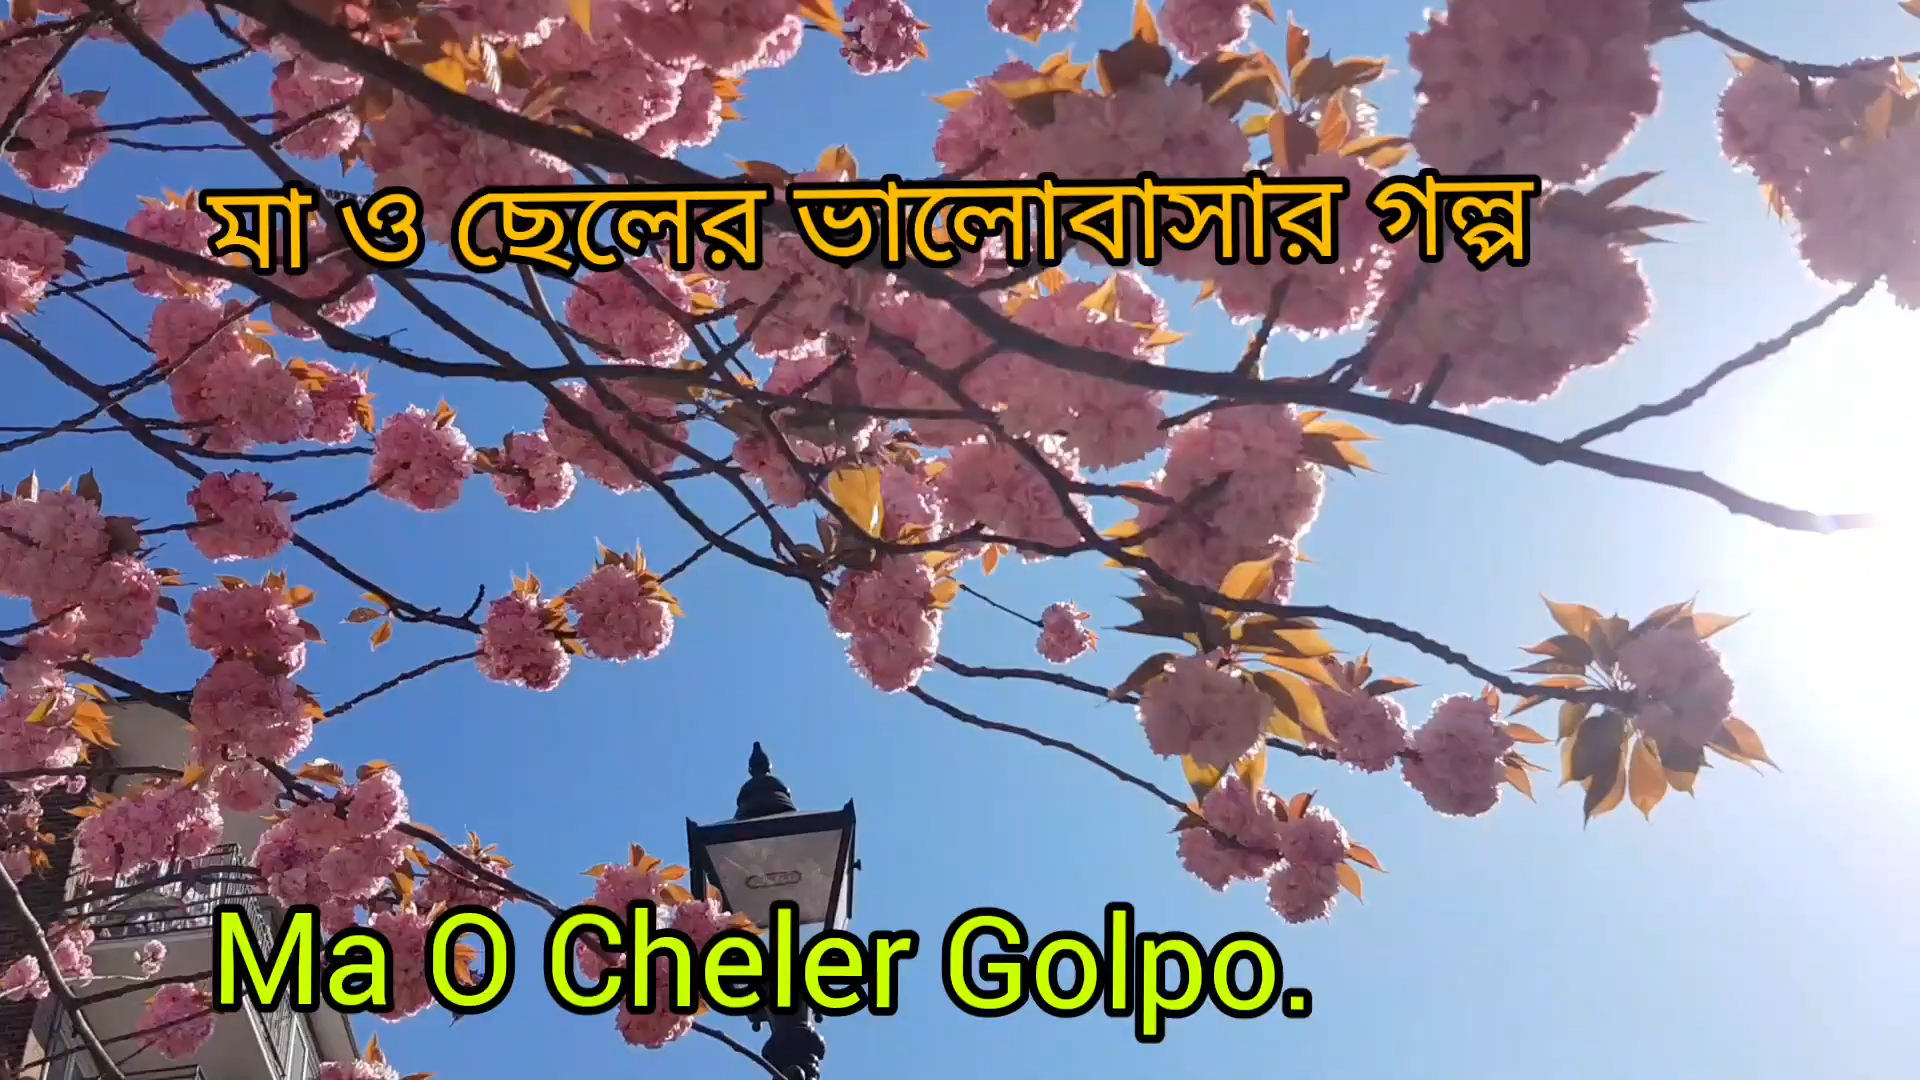 মা ও ছেলের ভালোবাসার গল্প
Ma O Cheler Golpo.